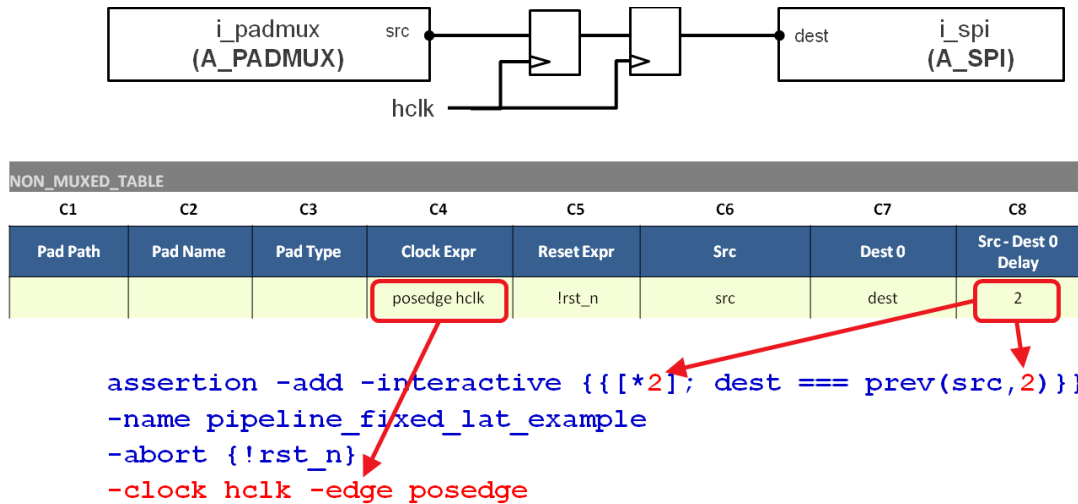 i_padmux src
(A_PADMUX)
dest i_spi
(A_SPI)
hclk
NON_MUXED_TABLE
C1 C2 C3 C4 C5 C6 C7 C8
Pad Path Pad Name Pad Type Clock Expr Reset Expr Src Dest 0 Src - Dest 0 Delay
posedge hclk !rst_n src dest 2
assertion -add -interactive {{[*2]; dest === prev(src,2)}}
-name pipeline_fixed_lat_example
-abort {!rst_n}
-clock hclk -edge posedge